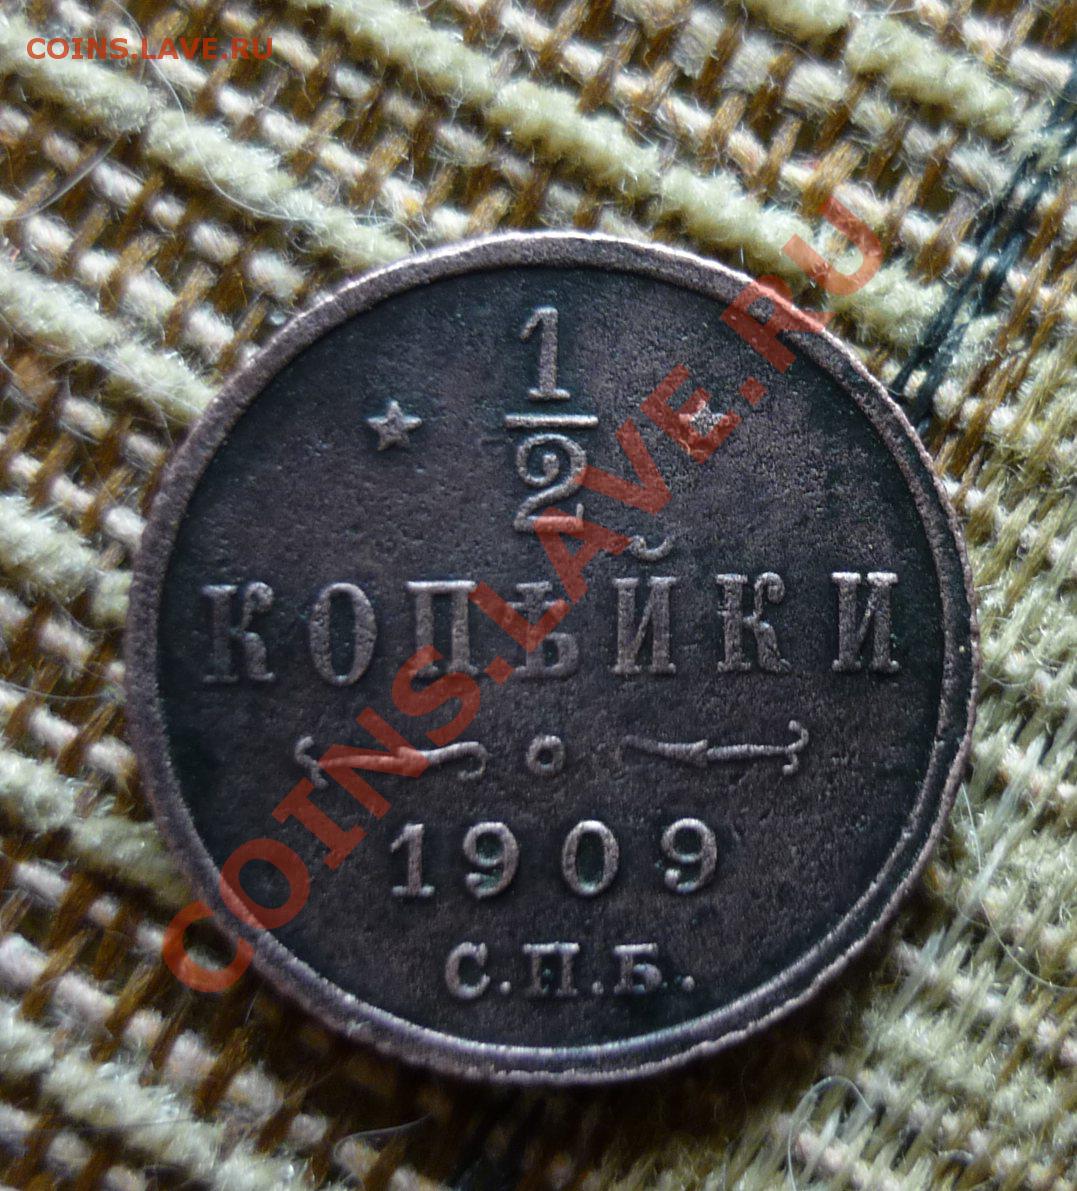 COINS.LAVE.RU
1
2
КОПѢЙКИ
1909
С.П.Б.
COINS.LAVE.RU